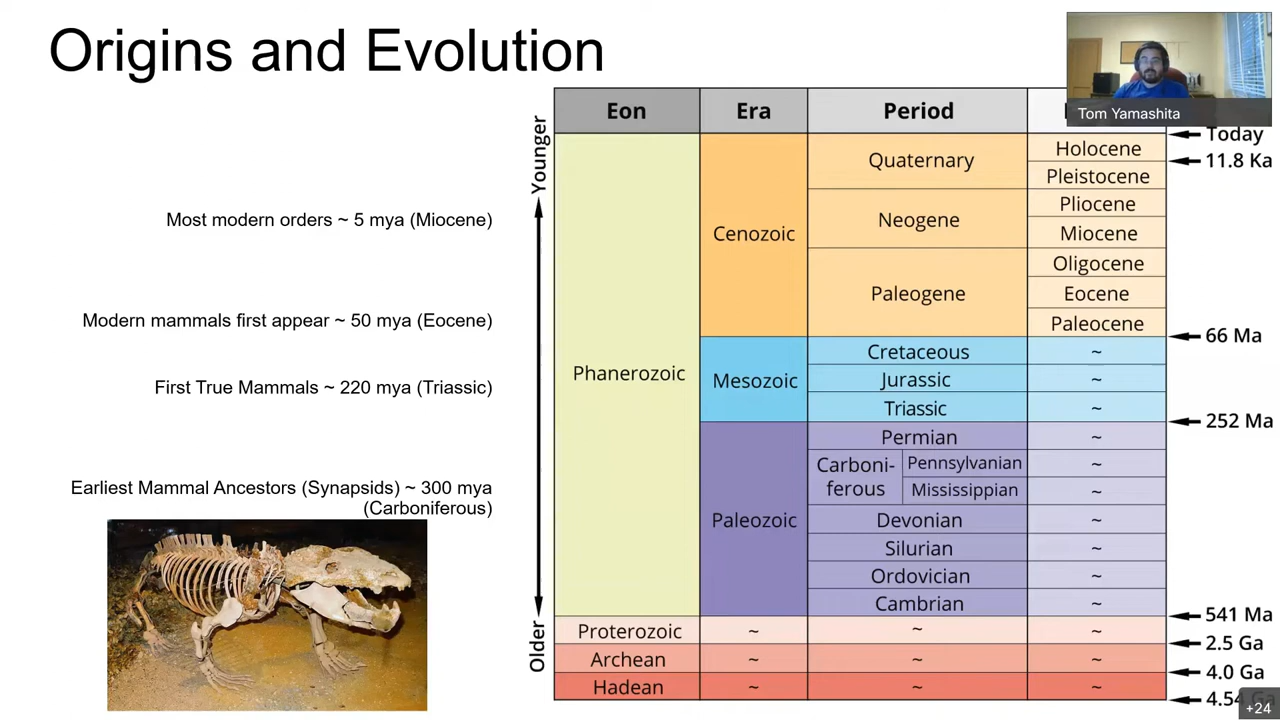 Origins and Evolution
Tom Yamashita
Most modern orders ~ 5 mya (Miocene)
Modern mammals first appear ~ 50 mya (Eocene)
First True Mammals ~ 220 mya (Triassic)
Earliest Mammal Ancestors (Synapsids) ~ 300 mya
(Carboniferous)
Younger
Older
Eon Era Period
Phanerozoic
Cenozoic
Quaternary
Holocene
Pleistocene
Neogene
Pliocene
Miocene
Paleogene
Oligocene
Eocene
Paleocene
Mesozoic
Cretaceous ~
Jurassic ~
Triassic ~
Paleozoic
Permian ~
Carboni-
ferous
Pennsylvanian ~
Mississippian ~
Devonian ~
Silurian ~
Ordovician ~
Cambrian ~
Proterozoic ~ ~ ~
Archean ~ ~ ~
Hadean ~ ~ ~
Today
11.8 Ka
66 Ma
252 Ma
541 Ma
2.5 Ga
4.0 Ga
4.54
+24